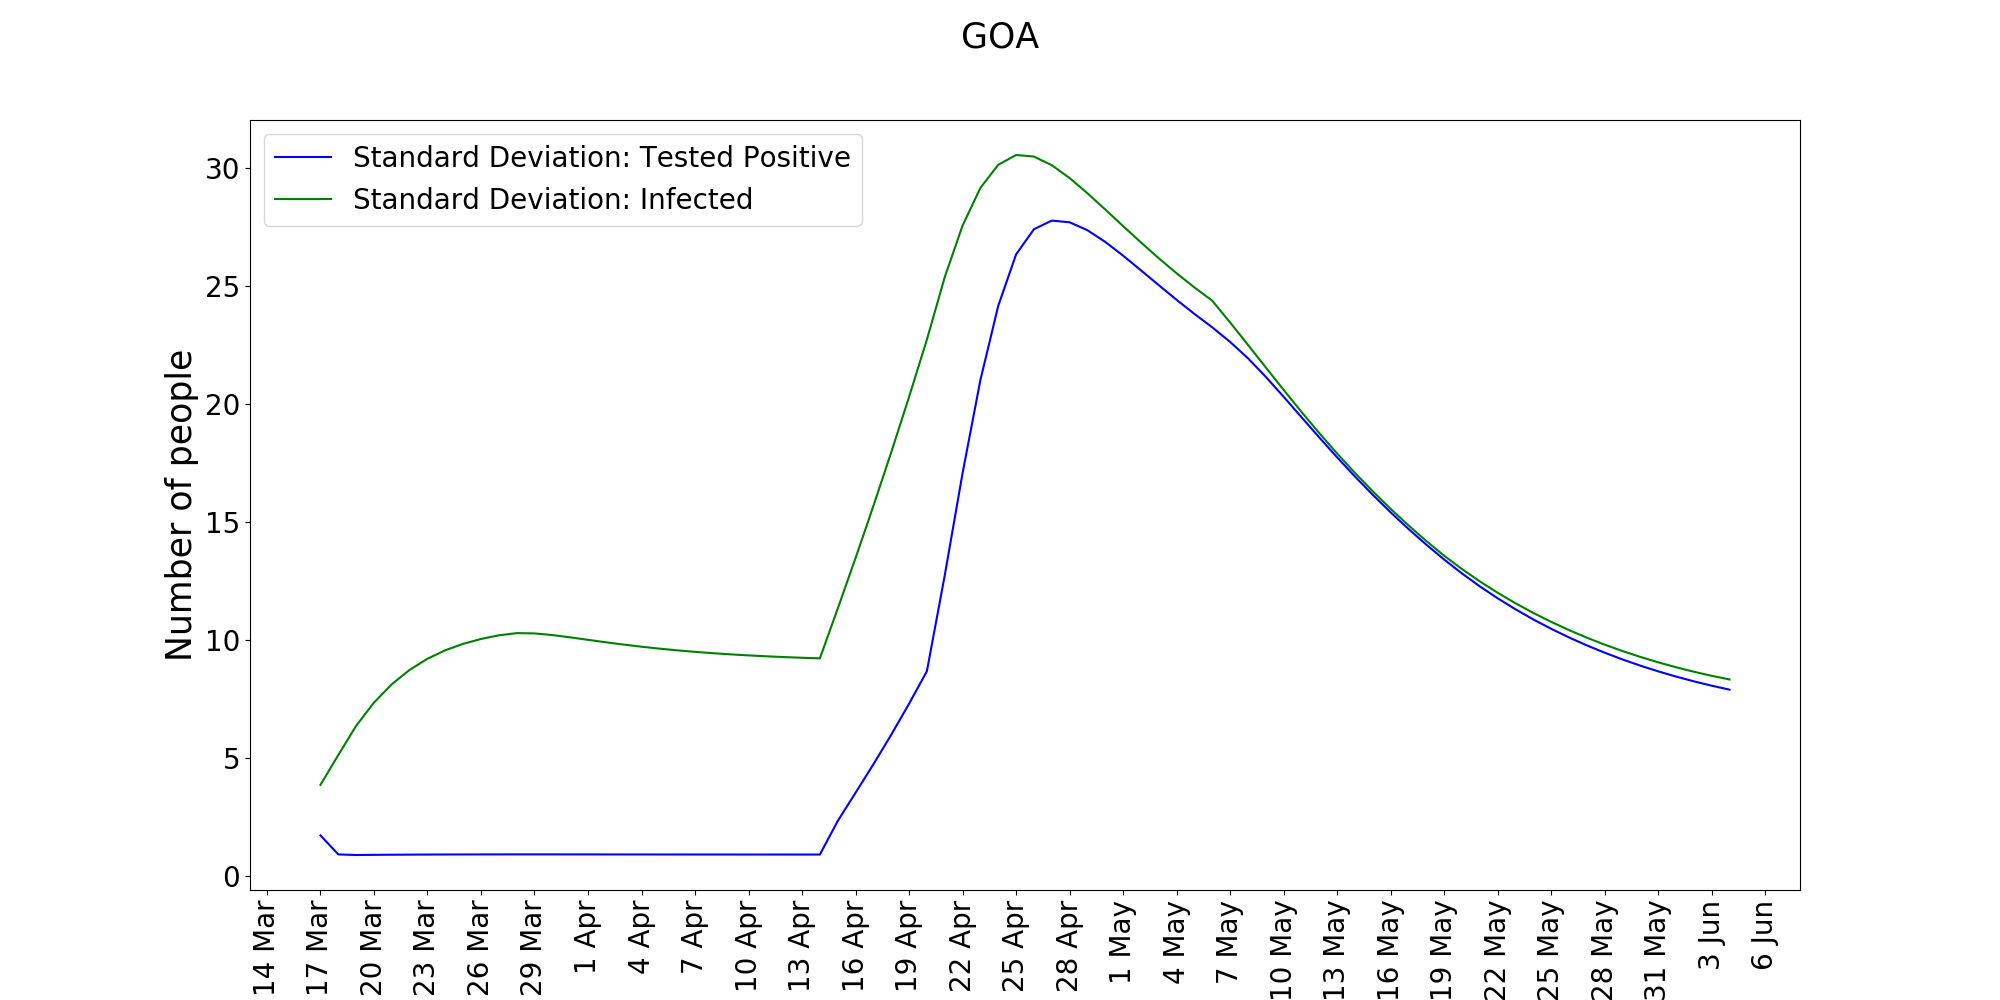 GOA
Standard Deviation: Tested Positive
Standard Deviation: Infected
Number of people
30
25
20
15
10
5
0
14 Mar
17 Mar
20 Mar
23 Mar
26 Mar
29 Mar
1 Apr
4 Apr
7 Apr
10 Apr
13 Apr
16 Apr
19 Apr
22 Apr
25 Apr
28 Apr
1 May
4 May
7 May
10 May
13 May
16 May
19 May
22 May
25 May
28 May
31 May
3 Jun
6 Jun